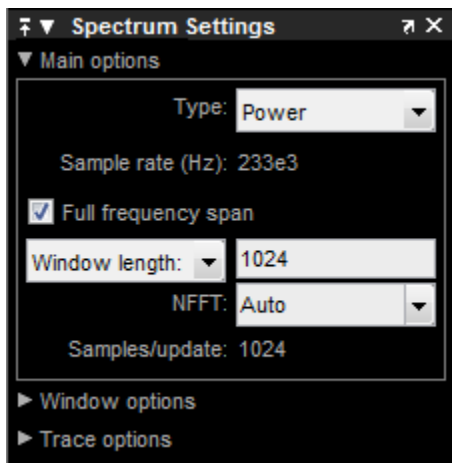 Spectrum Settings
Main options
Type: Power
Sample rate (Hz): 233e3
Full frequency span
Window length: 1024
NFFT: Auto
Samples/update: 1024
Window options
Trace options